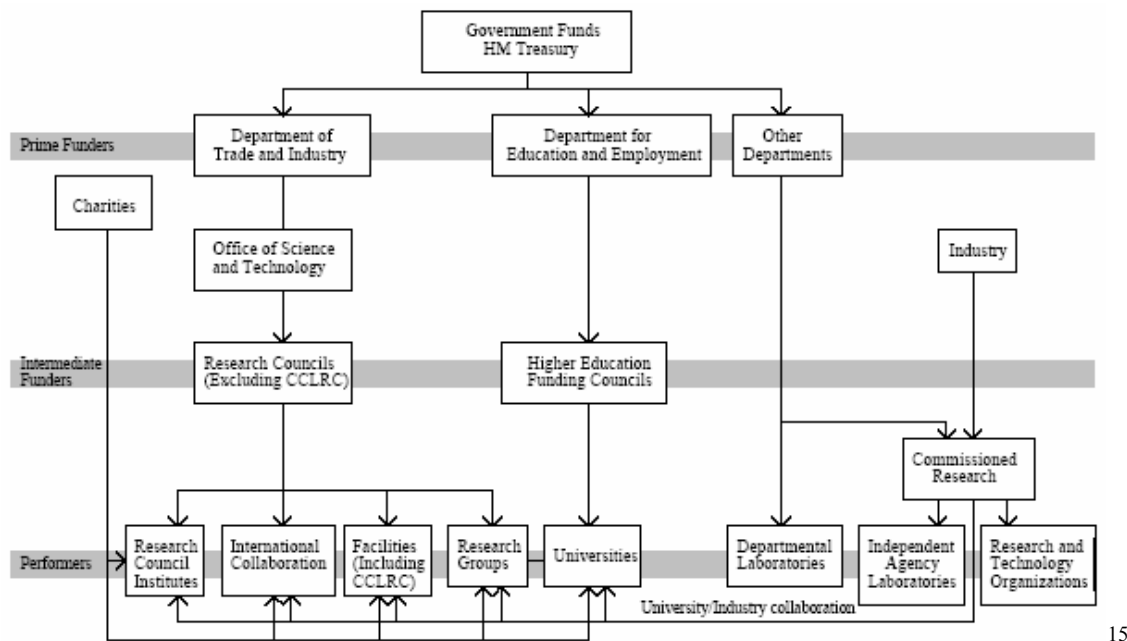 Government Funds
HM Treasury
Prime Funders
Department of
Trade and Industry
Department for
Education and Employment
Other
Departments
Charities
Office of Science
and Technology
Industry
Intermediate
Funders
Research Councils
(Excluding CCLRC)
Higher Education
Funding Councils
Commissioned
Research
Performers
Research
Council
Institutes
International
Collaboration
Facilities
(Including
CCLRC)
Research
Groups
Universities
Departmental
Laboratories
Independent
Agency
Laboratories
Research and
Technology
Organizations
University/Industry collaboration
15